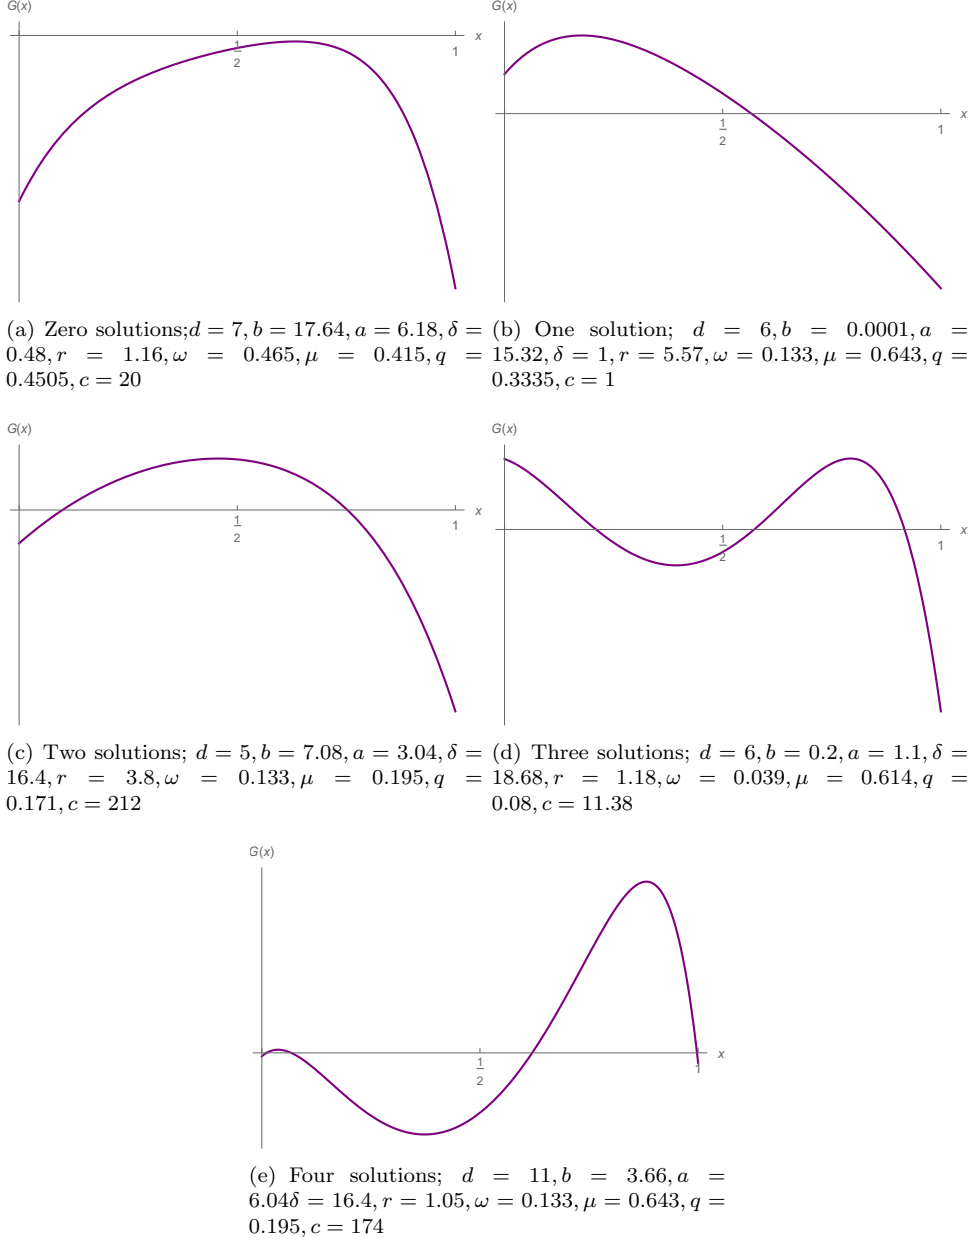 G(x)
x
1/2
1
G(x)
x
1/2
1
(a) Zero solutions;d = 7, b = 17.64, a = 6.18, δ =
0.48, r = 1.16, ω = 0.465, μ = 0.415, q =
0.4505, c = 20
(b) One solution; d = 6, b = 0.0001, a =
15.32, δ = 1, r = 5.57, ω = 0.133, μ = 0.643, q =
0.3335, c = 1
G(x)
x
1/2
1
G(x)
x
1/2
1
(c) Two solutions; d = 5, b = 7.08, a = 3.04, δ =
16.4, r = 3.8, ω = 0.133, μ = 0.195, q =
0.171, c = 212
(d) Three solutions; d = 6, b = 0.2, a = 1.1, δ =
18.68, r = 1.18, ω = 0.039, μ = 0.614, q =
0.08, c = 11.38
G(x)
x
1/2
1
(e) Four solutions; d = 11, b = 3.66, a =
6.04δ = 16.4, r = 1.05, ω = 0.133, μ = 0.643, q =
0.195, c = 174